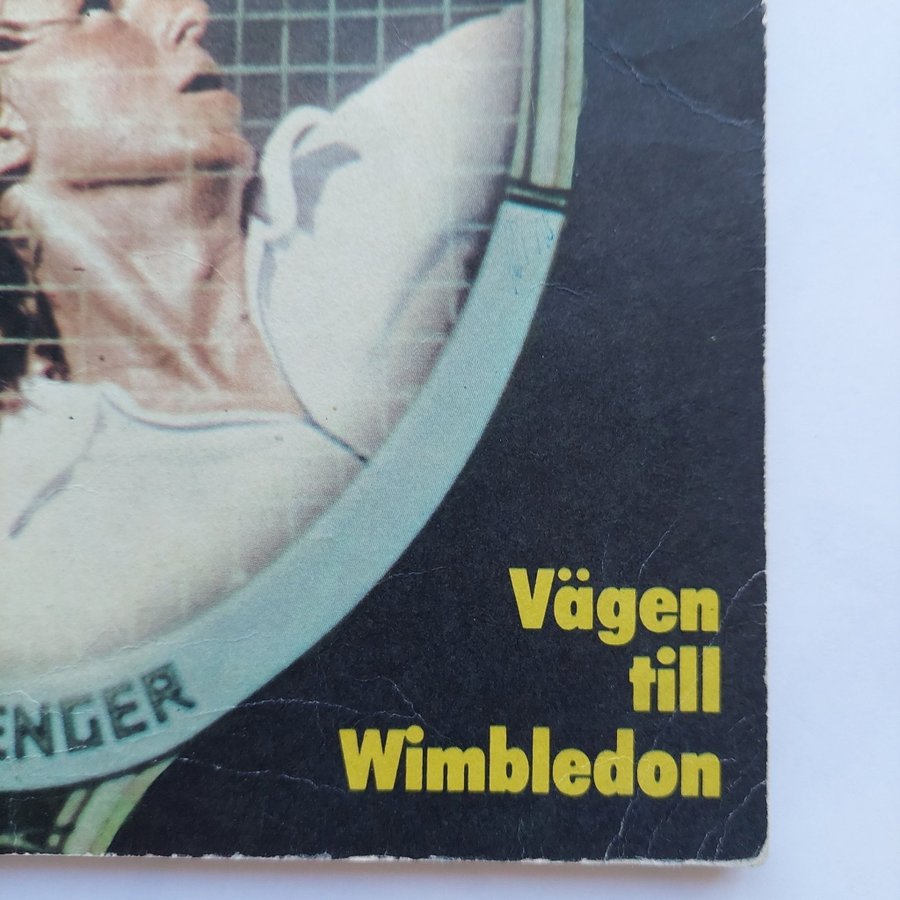 ENGER
Vägen
till
Wimbledon